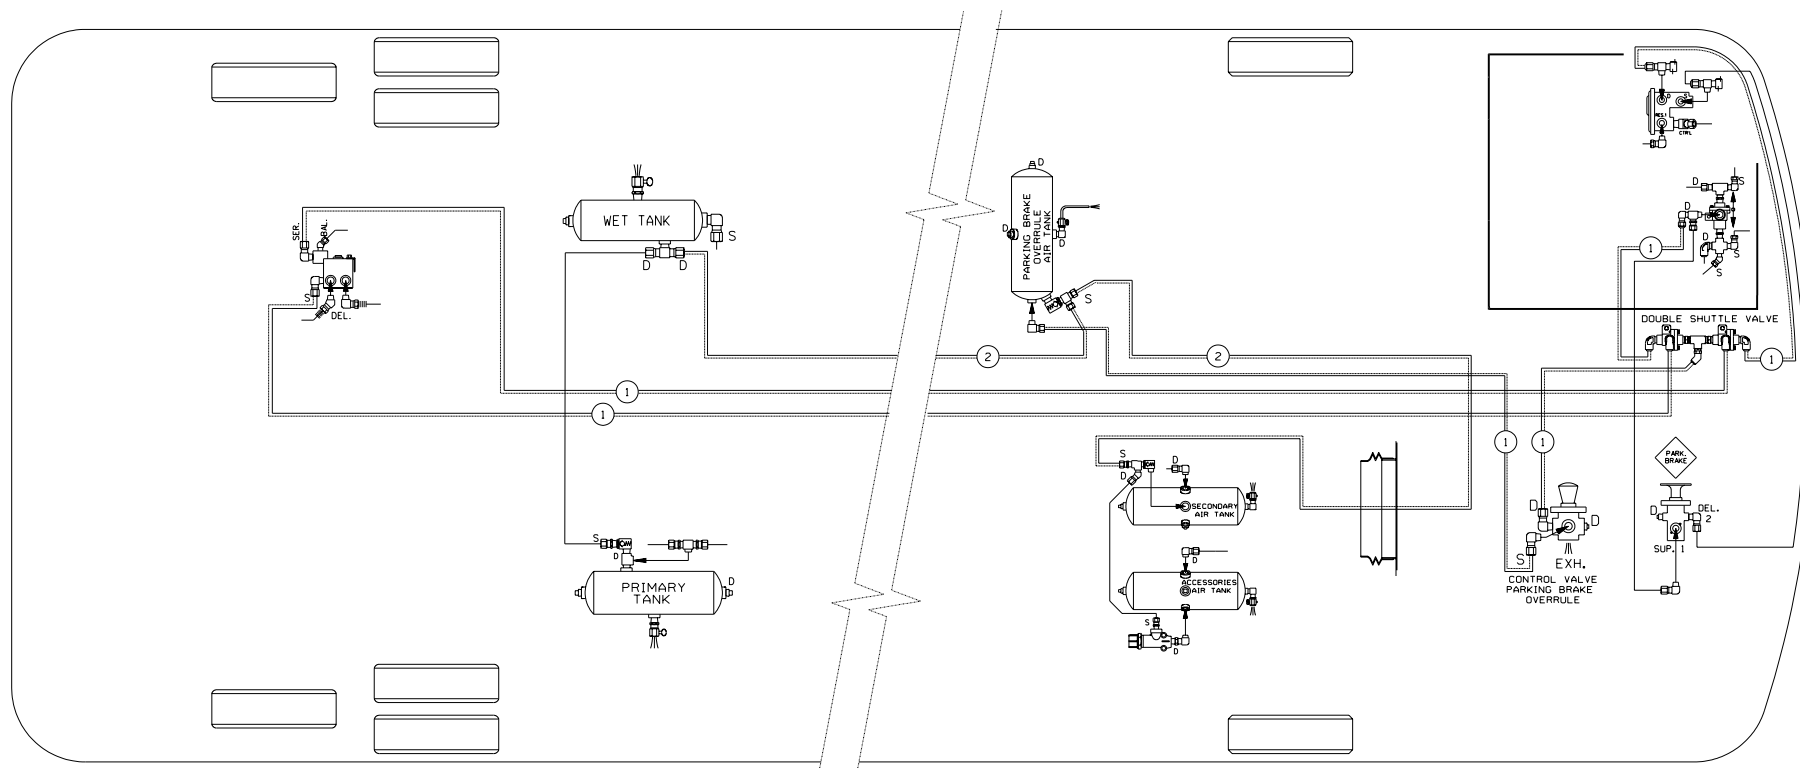 D
S
RES.1
CTRL
D
S
D
D
S
S
DOUBLE SHUTTLE VALVE
1
1
WET TANK
S
D
D
SER.
BAL.
S
DEL.
D
D
D
PARKING BRAKE
OVERRULE
AIR TANK
S
2
2
1
1
1
1
PARK.
BRAKE
S
D
D
SECONDARY
AIR TANK
D
ACCESSORIES
AIR TANK
S
D
D
D
S
EXH.
CONTROL VALVE
PARKING BRAKE
OVERRULE
D
DEL.
2
SUP. 1
S
D
PRIMARY
TANK
D